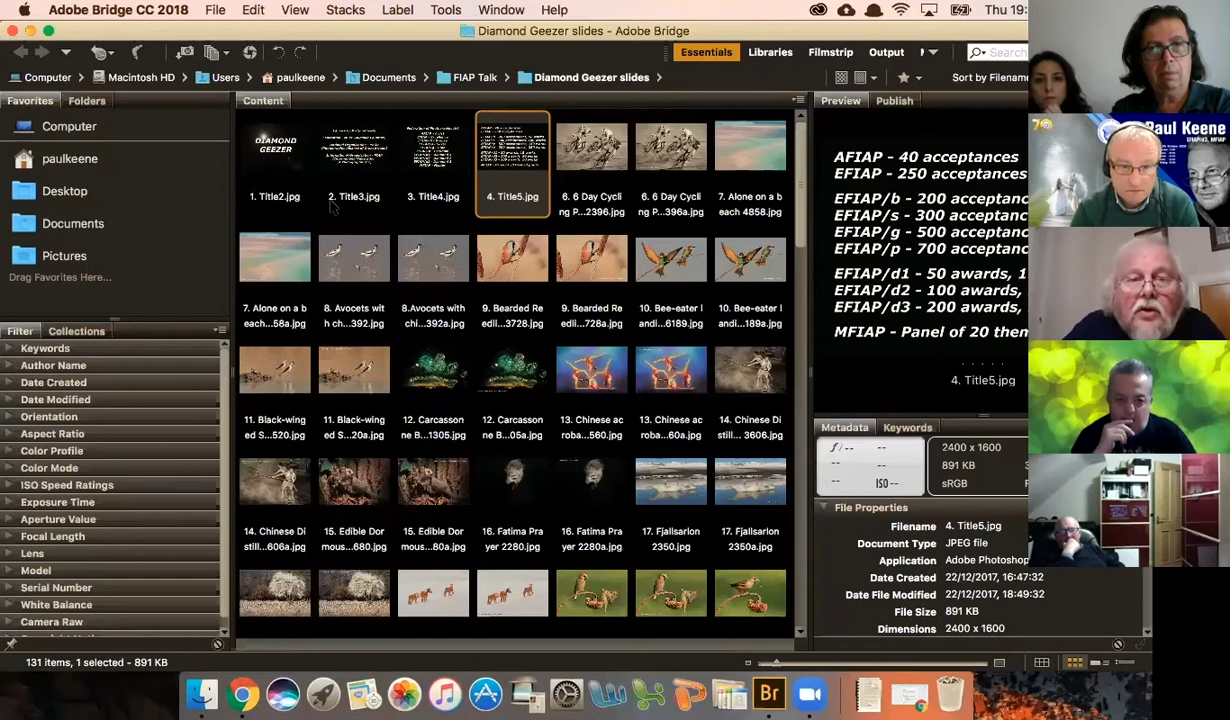 Adobe Bridge CC 2018 File Edit View Stacks Label Tools Window Help Thu 19:
Diamond Geezer slides - Adobe Bridge
Essentials Libraries Filmstrip Output Search
Computer Macintosh HD Users paulkeene Documents FIAP Talk Diamond Geezer slides Sort by Filename
Favorites Folders Content Preview Publish
Computer
paulkeene
Desktop
Documents
Pictures
Drag Favorites Here...
Filter Collections
Keywords
Author Name
Date Created
Date Modified
Orientation
Aspect Ratio
Color Profile
Color Mode
ISO Speed Ratings
Exposure Time
Aperture Value
Focal Length
Lens
Model
Serial Number
White Balance
Camera Raw
DIAMOND
GEEZER
1. Title2.jpg 2. Title3.jpg 3. Title4.jpg 4. Title5.jpg 6. 6 Day Cycli 6. 6 Day Cycli 7. Alone on a b
ng P...2396.jpg ng P...396a.jpg each 4858.jpg
7. Alone on a b 8. Avocets wit 8.Avocets with 9. Bearded Re 9. Bearded Re 10. Bee-eater l 10. Bee-eater l
each...58a.jpg h ch...392.jpg chi...392a.jpg edli...3728.jpg edli...728a.jpg andi...6189.jpg andi...189a.jpg
11. Black-wing 11. Black-wing 12. Carcasson 12. Carcasson 13. Chinese ac 13. Chinese ac 14. Chinese Di
ed S...520.jpg ed S...20a.jpg ne B...1305.jpg ne B...05a.jpg roba...560.jpg roba...60a.jpg still... 3606.jpg
14. Chinese Di 15. Edible Dor 15. Edible Dor 16. Fatima Pra 16. Fatima Pra 17. Fjallsarlon 17. Fjallsarlon
still...606a.jpg mous...680.jpg mous...80a.jpg yer 2280.jpg yer 2280a.jpg 2350.jpg 2350a.jpg
AFIAP - 40 acceptances
EFIAP - 250 acceptances
EFIAP/b - 200 acceptanc
EFIAP/s - 300 acceptanc
EFIAP/g - 500 acceptanc
EFIAP/p - 700 acceptanc
EFIAP/d1 - 50 awards, 1
EFIAP/d2 - 100 awards,
EFIAP/d3 - 200 awards,
MFIAP - Panel of 20 them
4. Title5.jpg
Metadata Keywords
f/-- --
-- --
ISO --
2400 x 1600
891 KB
sRGB
File Properties
Filename 4. Title5.jpg
Document Type JPEG file
Application Adobe Photosho
Date Created 22/12/2017, 16:47:32
Date File Modified 22/12/2017, 18:49:32
File Size 891 KB
Dimensions 2400 x 1600
131 items, 1 selected - 891 KB
Br
70
Paul Keene